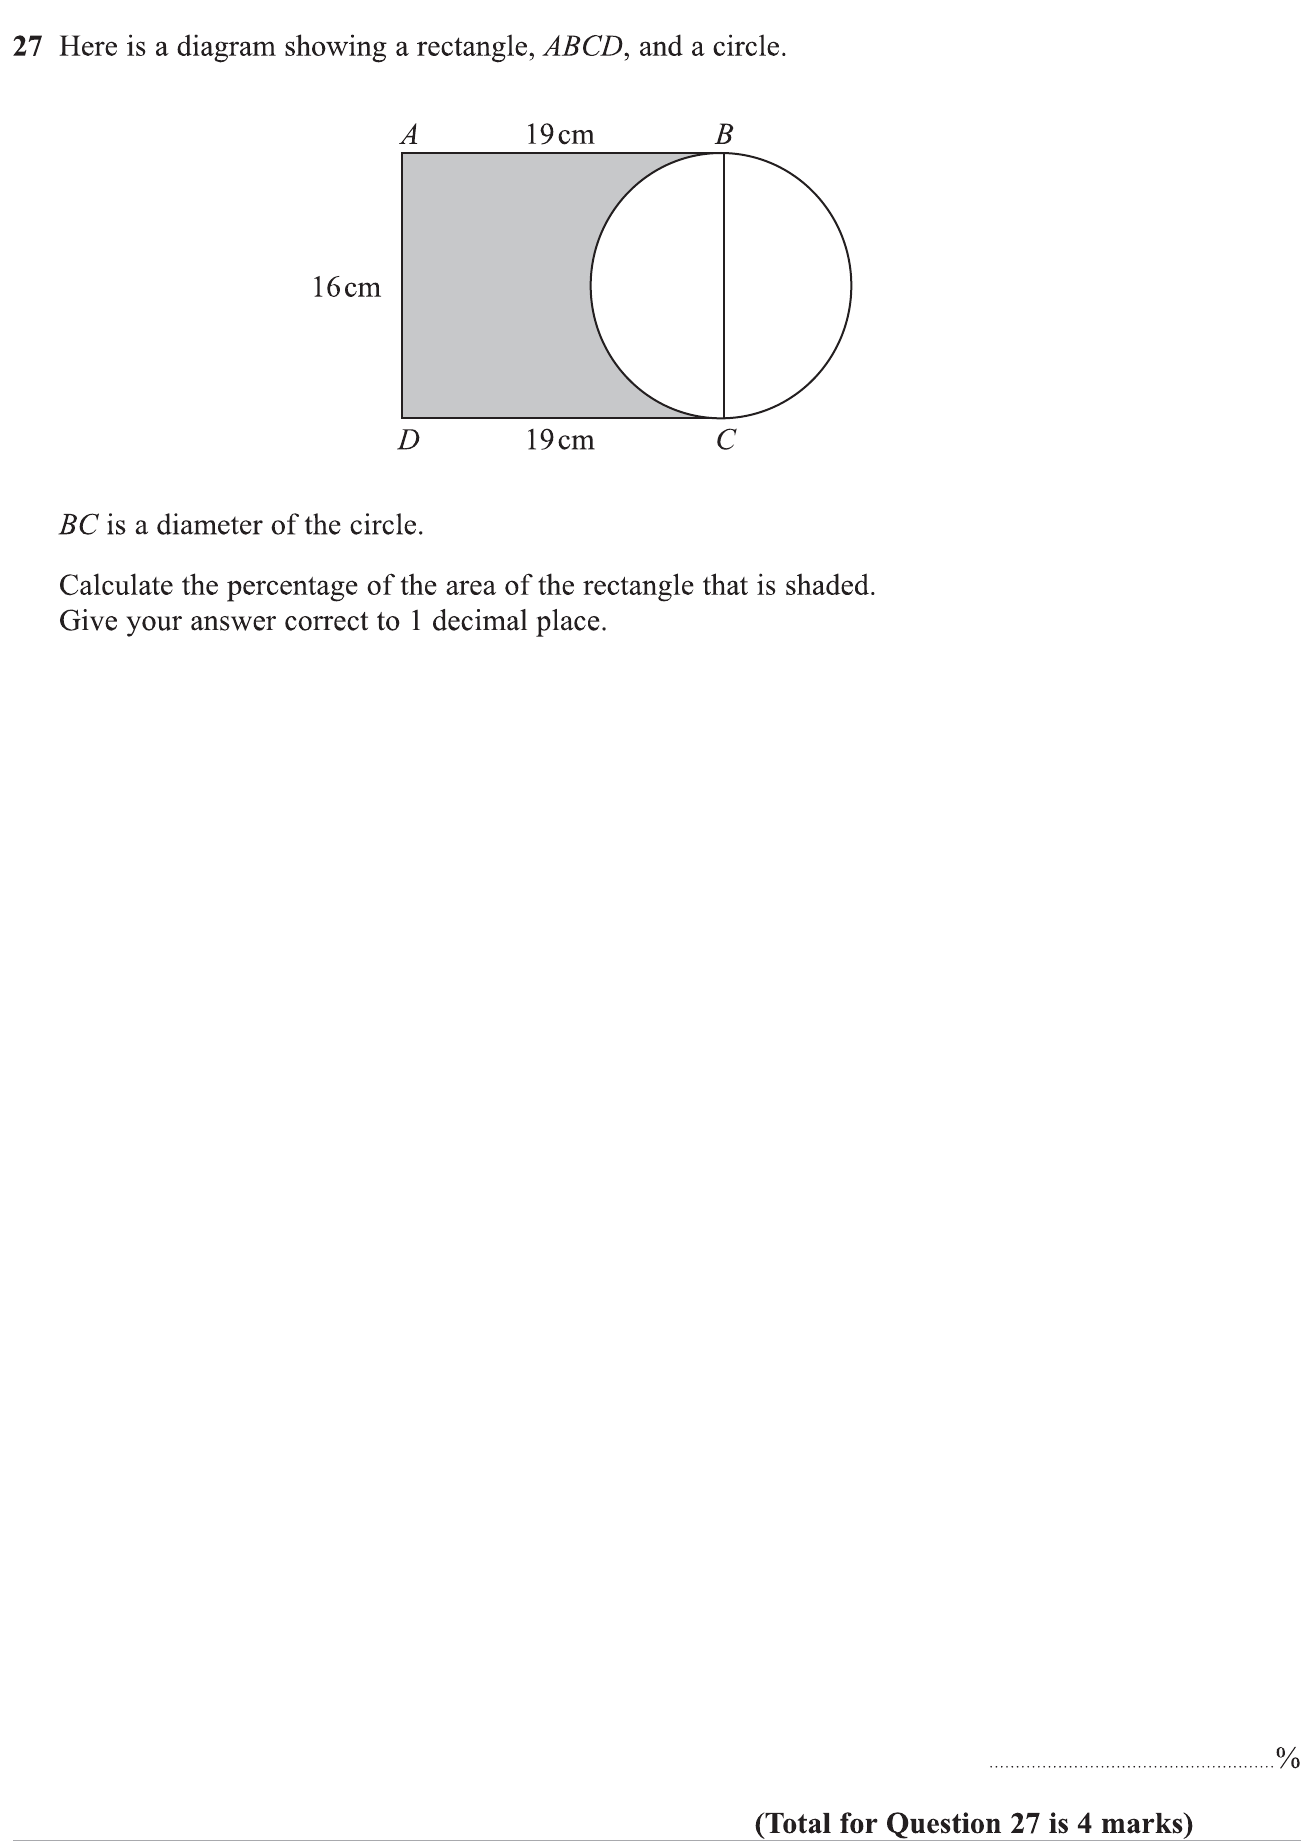 27 Here is a diagram showing a rectangle, ABCD, and a circle.
A 19 cm B
16 cm
D 19 cm C
BC is a diameter of the circle.
Calculate the percentage of the area of the rectangle that is shaded.
Give your answer correct to 1 decimal place.
....................................................... %
(Total for Question 27 is 4 marks)